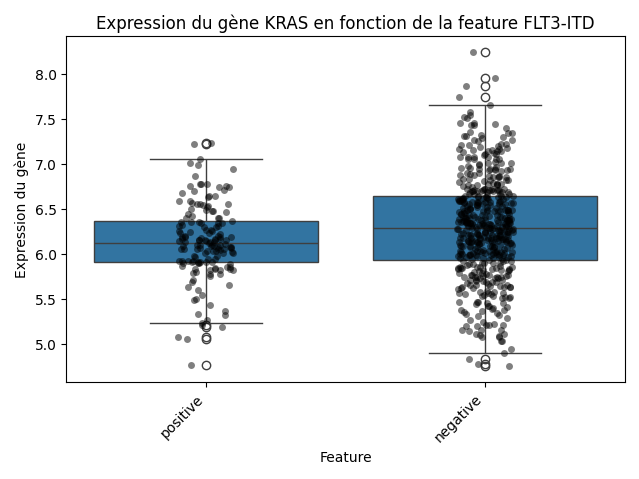 Expression du gène KRAS en fonction de la feature FLT3-ITD
Expression du gène
8.0
7.5
7.0
6.5
6.0
5.5
5.0
positive
negative
Feature